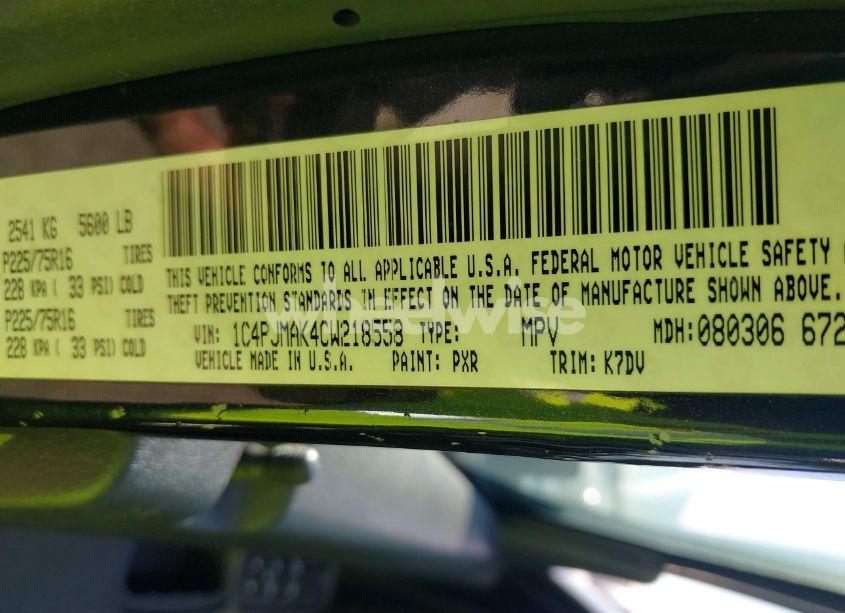 2541 KG 5600 LB
P225/75R16 TIRES
228 KPA ( 33 PSI) COLD
P225/75R16 TIRES
228 KPA ( 33 PSI) COLD
THIS VEHICLE CONFORMS TO ALL APPLICABLE U.S.A. FEDERAL MOTOR VEHICLE SAFETY
THEFT PREVENTION STANDARDS IN EFFECT ON THE DATE OF MANUFACTURE SHOWN ABOVE.
VIN: 1C4PJMAK4CW218558 TYPE: MPV MDH:080306 672
VEHICLE MADE IN U.S.A. PAINT: PXR TRIM: K7DV
wheelwise